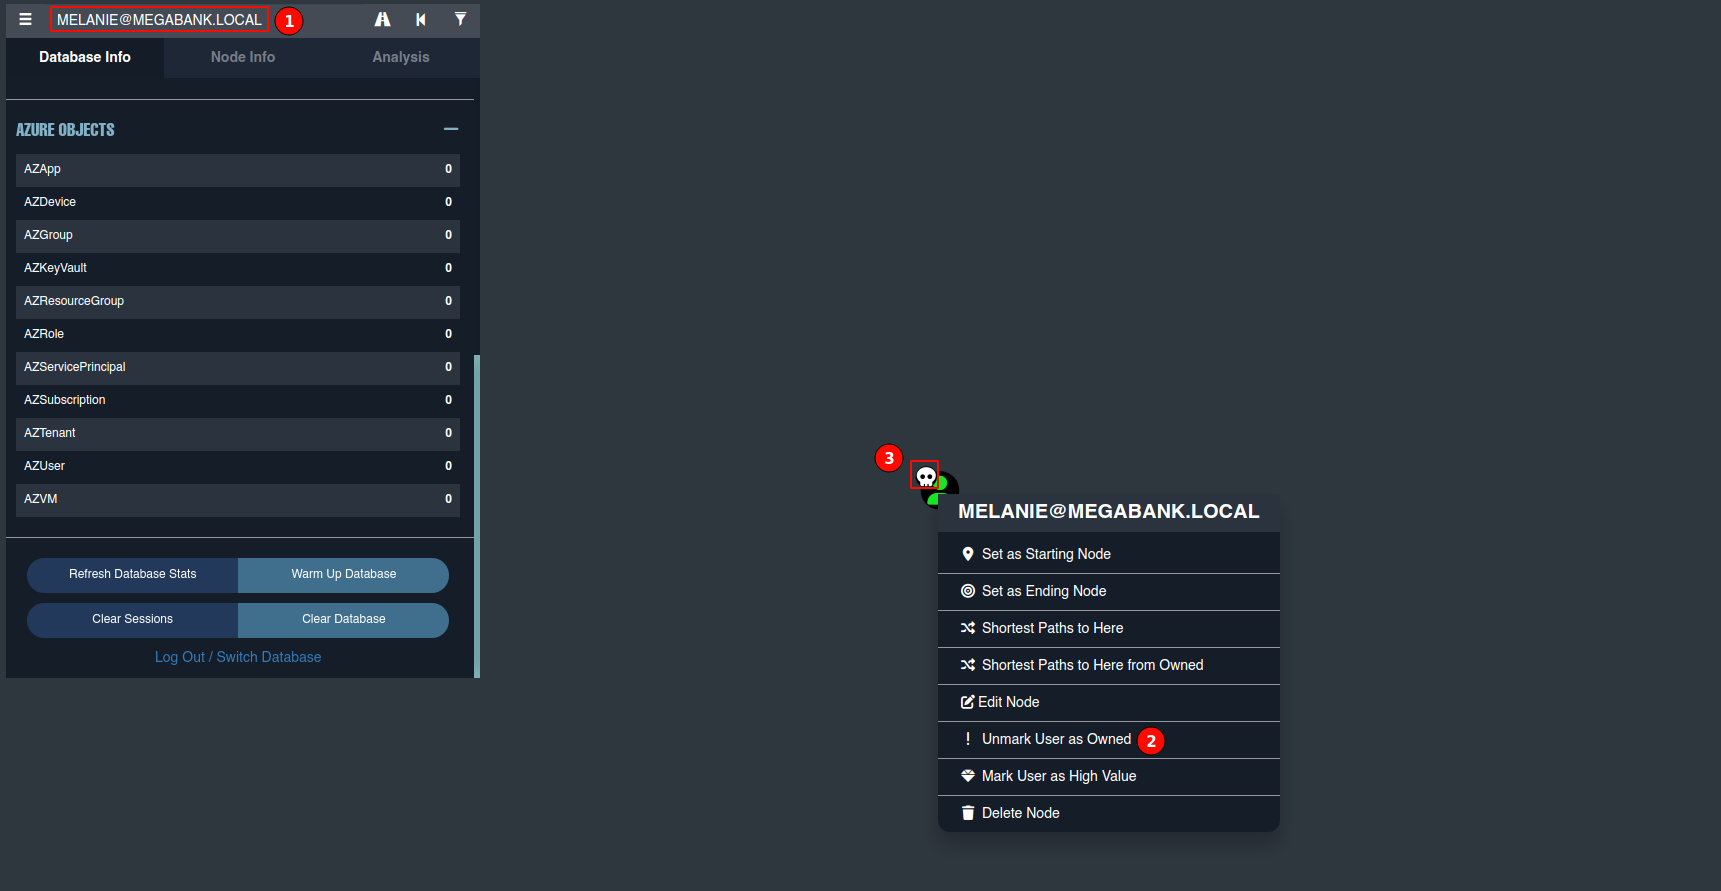 MELANIE@MEGABANK.LOCAL 1
Database Info Node Info Analysis
AZURE OBJECTS
AZApp 0
AZDevice 0
AZGroup 0
AZKeyVault 0
AZResourceGroup 0
AZRole 0
AZServicePrincipal 0
AZSubscription 0
AZTenant 0
AZUser 0
AZVM 0
Refresh Database Stats Warm Up Database
Clear Sessions Clear Database
Log Out / Switch Database
3
MELANIE@MEGABANK.LOCAL
Set as Starting Node
Set as Ending Node
Shortest Paths to Here
Shortest Paths to Here from Owned
Edit Node
! Unmark User as Owned 2
Mark User as High Value
Delete Node